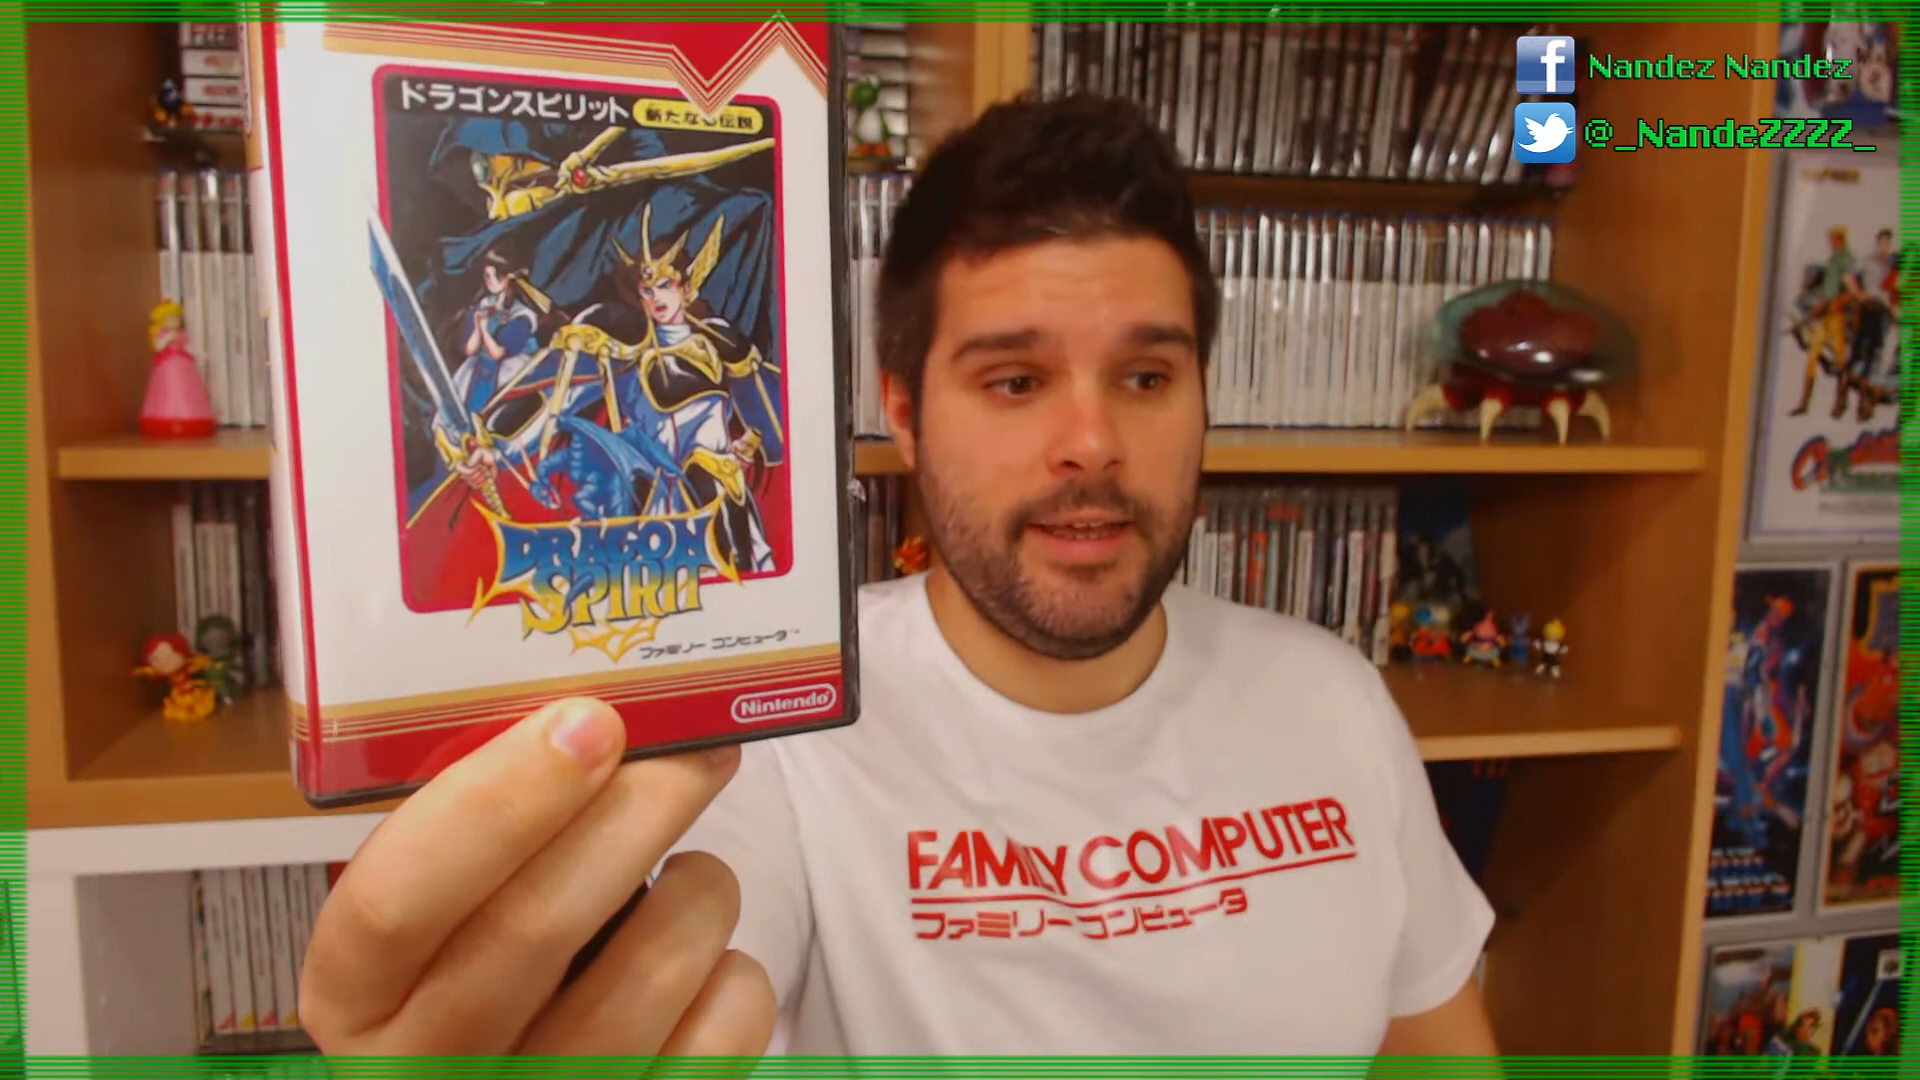 Nandez Nandez
@_NandeZZZZ_
ドラゴンスピリット 新たなる伝説
DRAGON
SPIRIT
ファミリー コンピュータ™
Nintendo
FAMILY COMPUTER
ファミリーコンピュータ